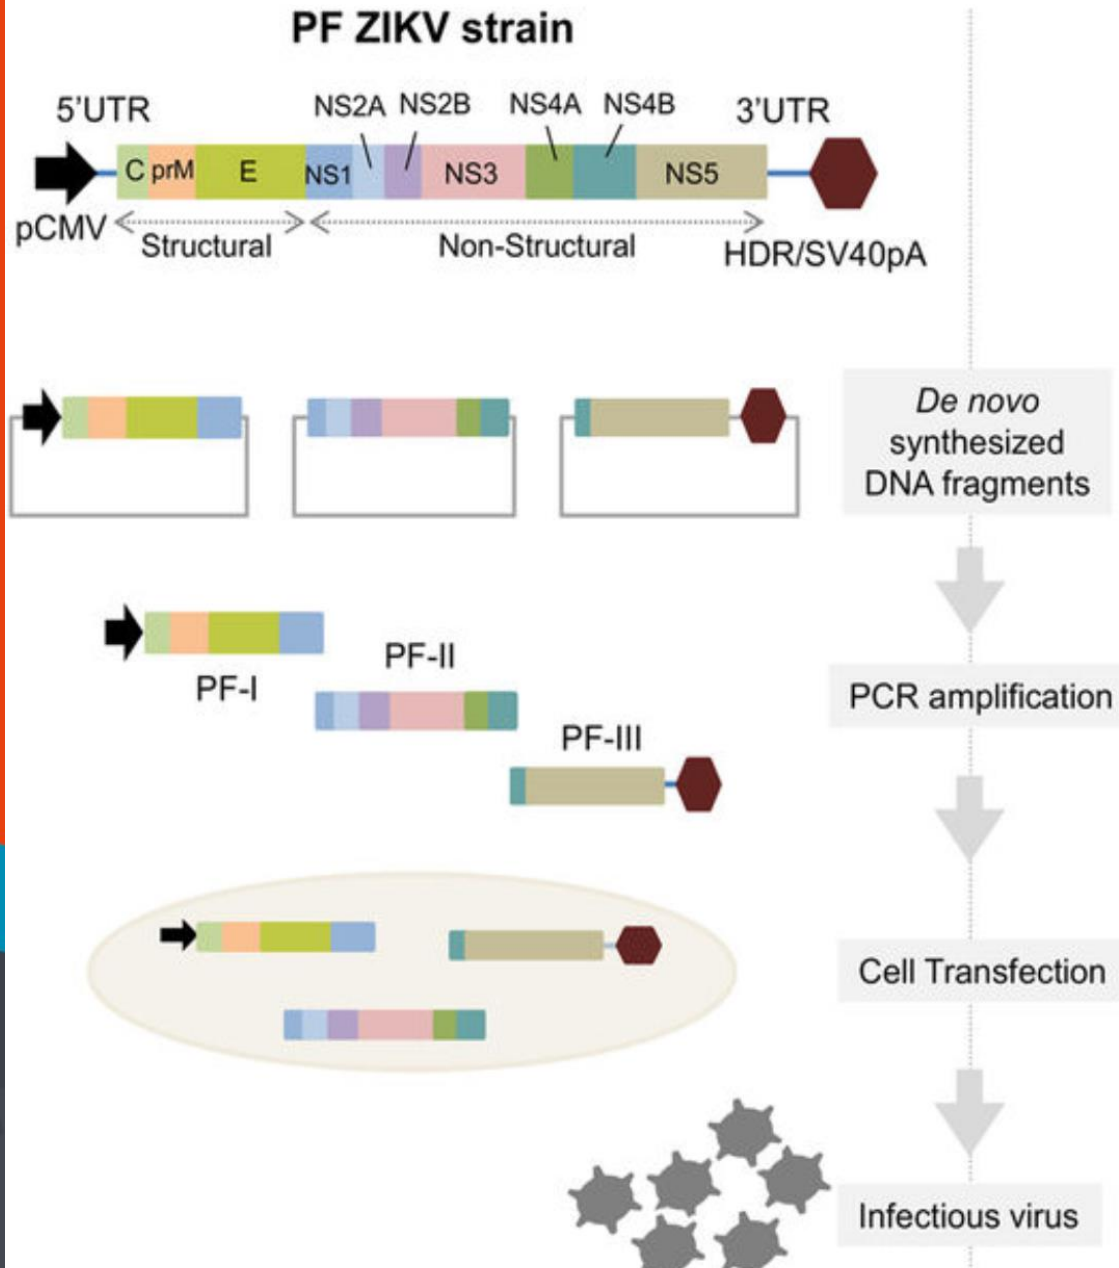 PF ZIKV strain
5'UTR
NS2A
NS2B
NS4A
NS4B
3'UTR
C
prM
E
NS1
NS3
NS5
pCMV
Structural
Non-Structural
HDR/SV40pA
De novo
synthesized
DNA fragments
PF-I
PF-II
PF-III
PCR amplification
Cell Transfection
Infectious virus